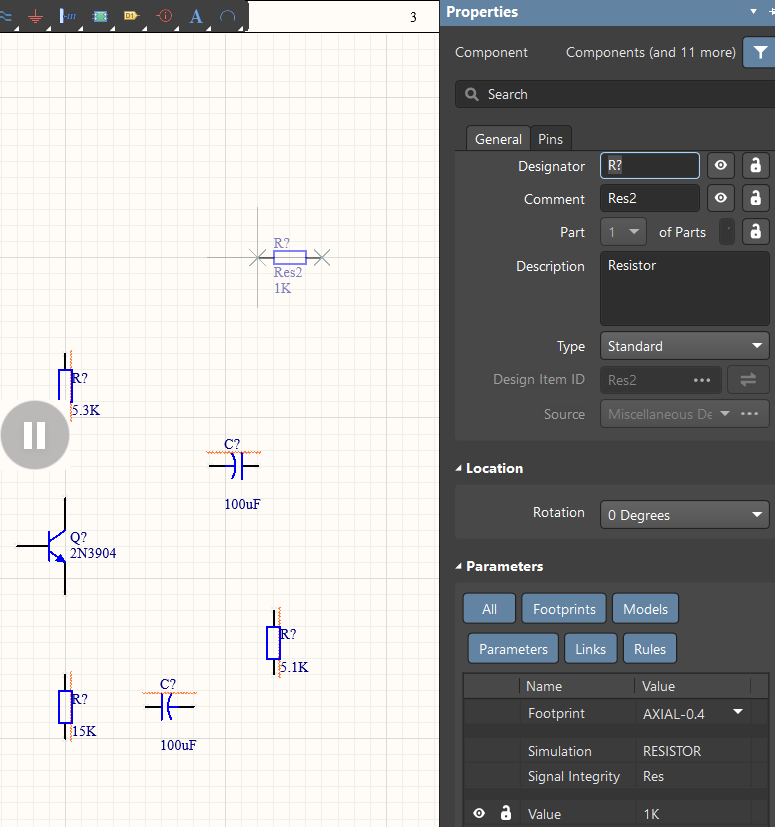 D1
A
3
R?
Res2
1K
R?
5.3K
C?
100uF
Q?
2N3904
R?
5.1K
R?
15K
C?
100uF
Properties
Component Components (and 11 more)
Search
General Pins
Designator R?
Comment Res2
Part 1 of Parts
Description Resistor
Type Standard
Design Item ID Res2
Source Miscellaneous De
Location
Rotation 0 Degrees
Parameters
All Footprints Models
Parameters Links Rules
Name Value
Footprint AXIAL-0.4
Simulation RESISTOR
Signal Integrity Res
Value 1K